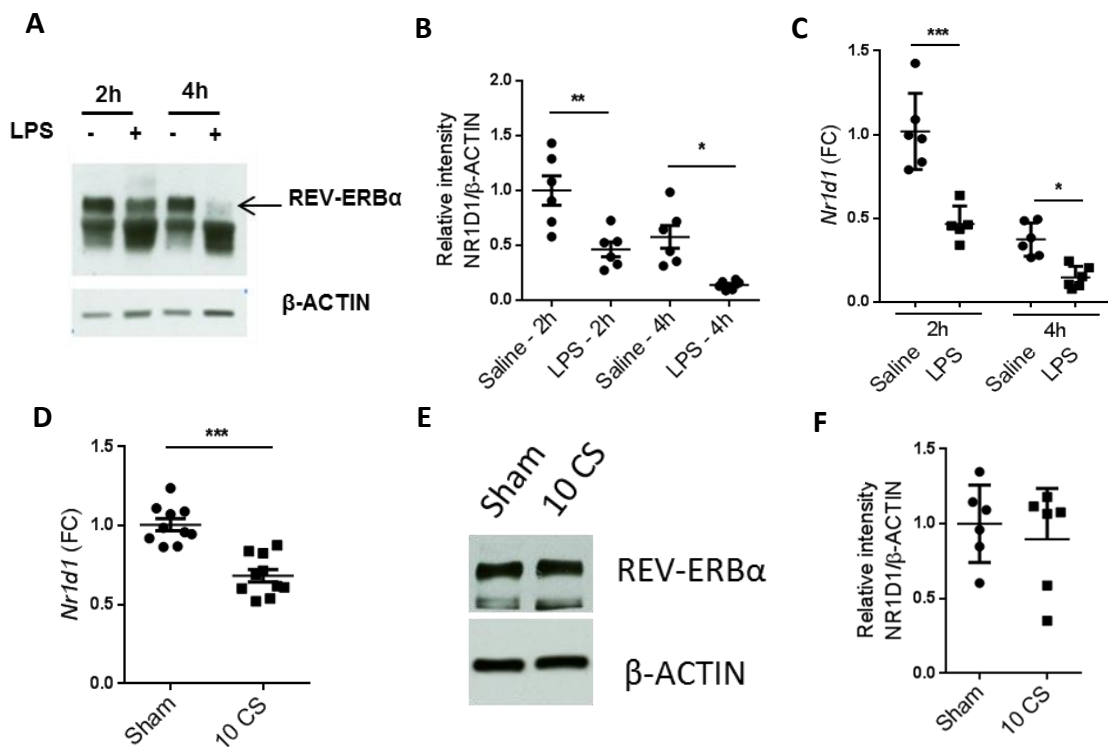 A
2h 4h
LPS - + - +
REV-ERBα
β-ACTIN
B
Relative intensity
NR1D1/β-ACTIN
2.0
1.5
1.0
0.5
0.0
**
*
Saline - 2h
LPS - 2h
Saline - 4h
LPS - 4h
C
Nr1d1 (FC)
1.5
1.0
0.5
0.0
***
*
2h 4h
Saline
LPS
Saline
LPS
D
Nr1d1 (FC)
1.5
1.0
0.5
0.0
***
Sham
10 CS
E
Sham
10 CS
REV-ERBα
β-ACTIN
F
Relative intensity
NR1D1/β-ACTIN
1.5
1.0
0.5
0.0
Sham
10 CS